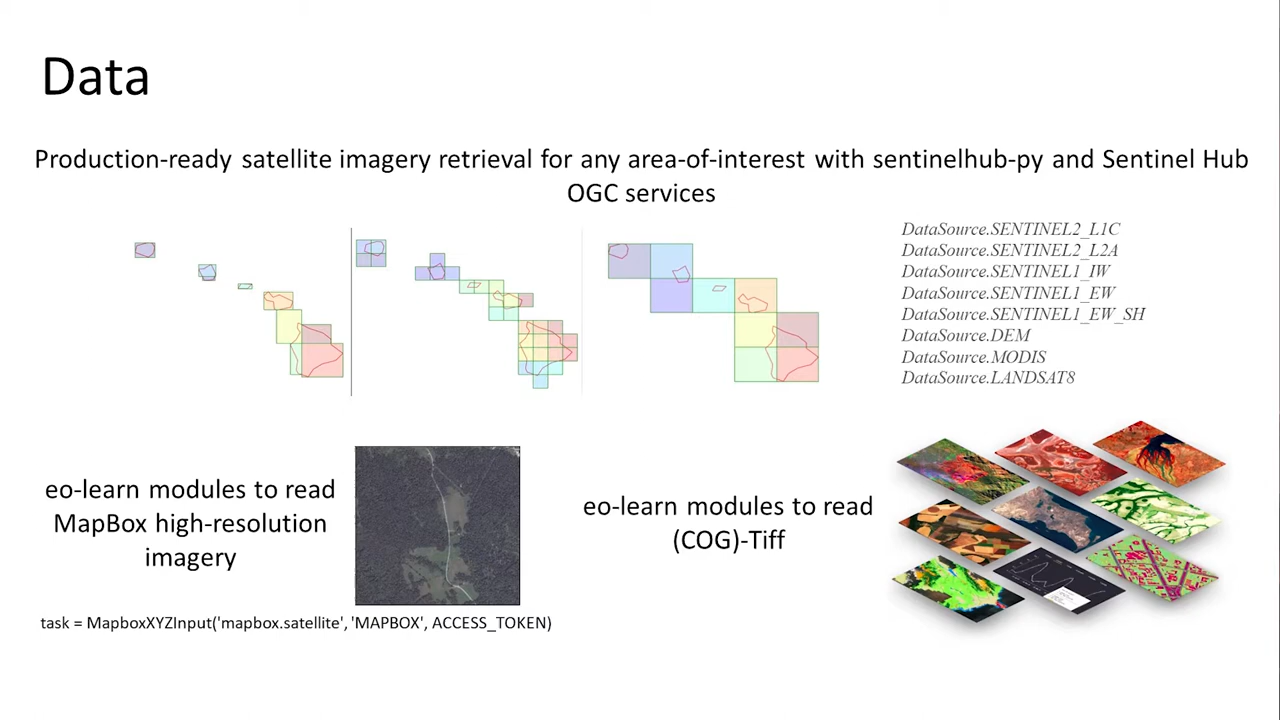 Data
Production-ready satellite imagery retrieval for any area-of-interest with sentinelhub-py and Sentinel Hub
OGC services
DataSource.SENTINEL2_L1C
DataSource.SENTINEL2_L2A
DataSource.SENTINEL1_IW
DataSource.SENTINEL1_EW
DataSource.SENTINEL1_EW_SH
DataSource.DEM
DataSource.MODIS
DataSource.LANDSAT8
eo-learn modules to read
MapBox high-resolution
imagery
task = MapboxXYZInput('mapbox.satellite', 'MAPBOX', ACCESS_TOKEN)
eo-learn modules to read
(COG)-Tiff